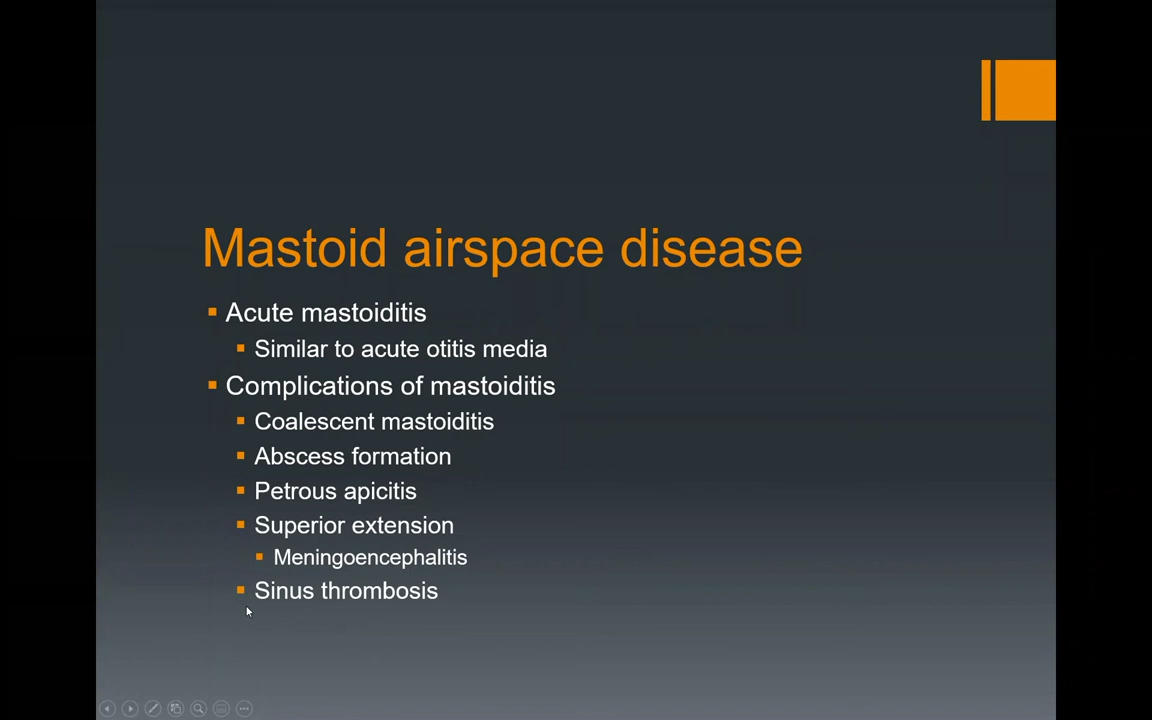 Mastoid airspace disease
Acute mastoiditis
Similar to acute otitis media
Complications of mastoiditis
Coalescent mastoiditis
Abscess formation
Petrous apicitis
Superior extension
Meningoencephalitis
Sinus thrombosis